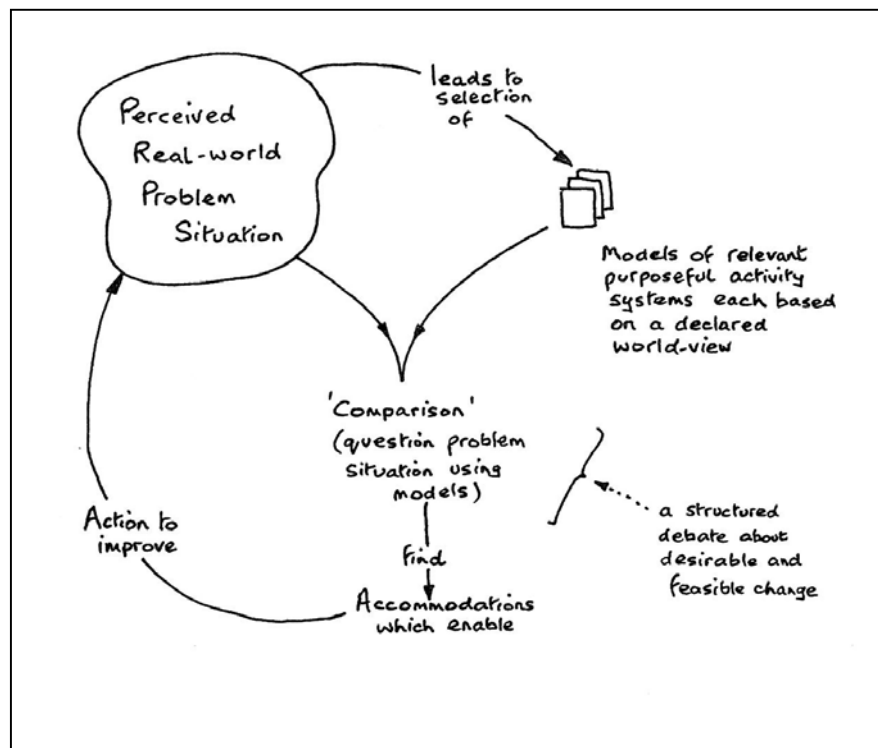 Perceived
Real-world
Problem
Situation
leads to
selection
of
Models of relevant
purposeful activity
systems each based
on a declared
world-view
'Comparison'
(question problem
situation using
models)
find
Accommodations
which enable
Action to
improve
a structured
debate about
desirable and
feasible change